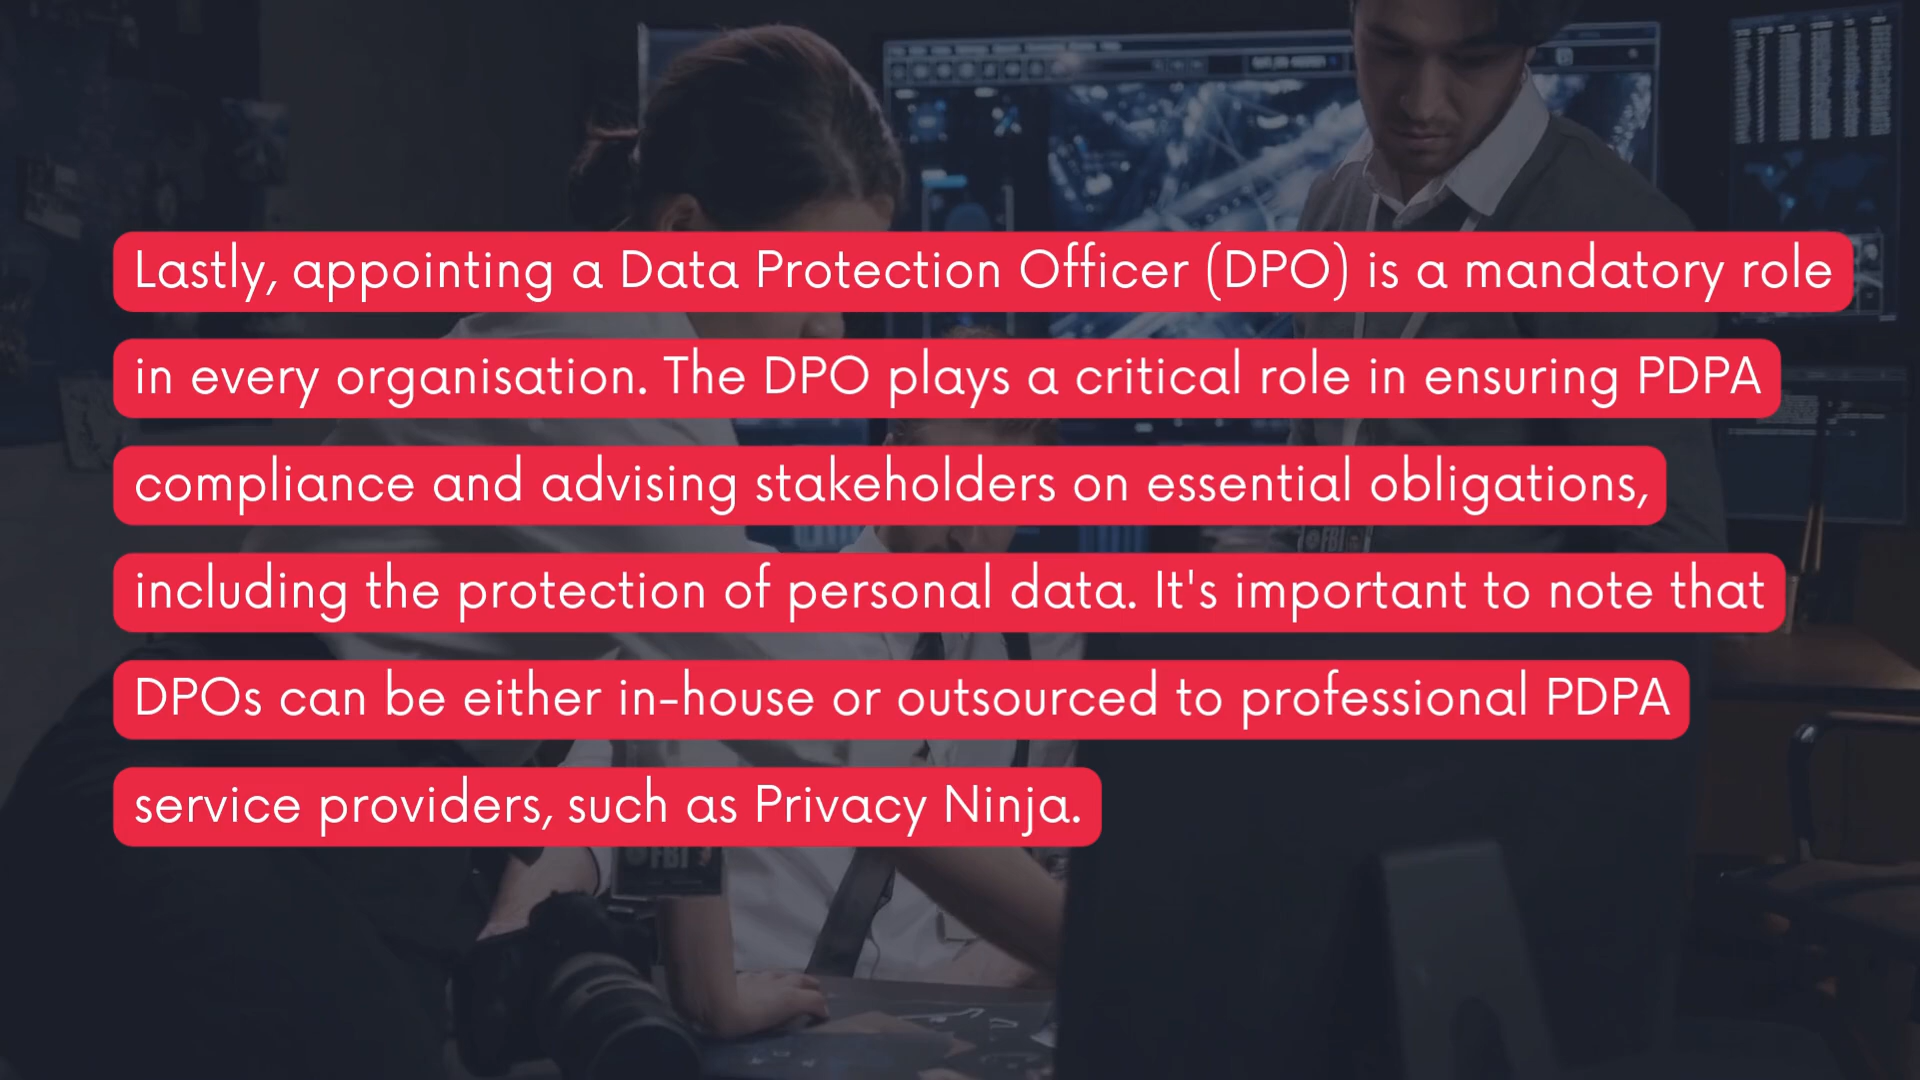 Lastly, appointing a Data Protection Officer (DPO) is a mandatory role
in every organisation. The DPO plays a critical role in ensuring PDPA
compliance and advising stakeholders on essential obligations,
including the protection of personal data. It's important to note that
DPOs can be either in-house or outsourced to professional PDPA
service providers, such as Privacy Ninja.
FBI
FBI